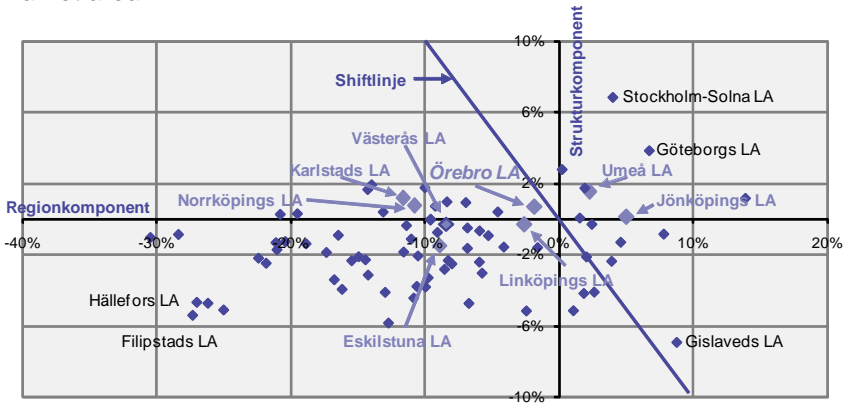 10%
Strukturkomponent
Shiftlinje
Stockholm-Solna LA
6%
Västerås LA
Göteborgs LA
Karlstads LA
Örebro LA
2%
Umeå LA
Norrköpings LA
Jönköpings LA
Regionkomponent
-40%
-30%
-20%
-10%
0%
10%
20%
-2%
Linköpings LA
Hällefors LA
-6%
Filipstads LA
Eskilstuna LA
Gislaveds LA
-10%